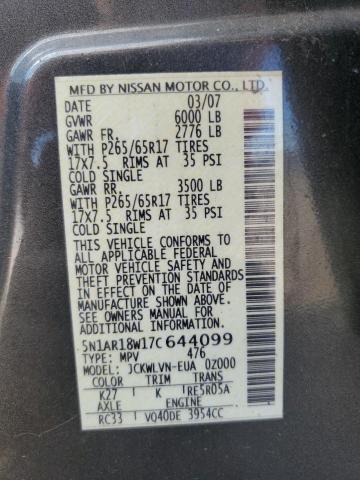 MFD BY NISSAN MOTOR CO., LTD.
DATE 03/07
GVWR 6000 LB
GAWR FR. 2776 LB
WITH P265/65R17 TIRES
17X7.5 RIMS AT 35 PSI
COLD SINGLE
GAWR RR. 3500 LB
WITH P265/65R17 TIRES
17X7.5 RIMS AT 35 PSI
COLD SINGLE
THIS VEHICLE CONFORMS TO
ALL APPLICABLE FEDERAL
MOTOR VEHICLE SAFETY AND
THEFT PREVENTION STANDARDS
IN EFFECT ON THE DATE OF
MANUFACTURE SHOWN ABOVE.
SEE OWNERS MANUAL FOR
ADDITIONAL INFORMATION
5N1AR18W17C644099
TYPE: MPV 476
MODEL: JCKWLVN-EUA 0Z000
COLOR TRIM TRANS
K27 K RE5R05A
AXLE ENGINE
RC33 VQ40DE 3954CC